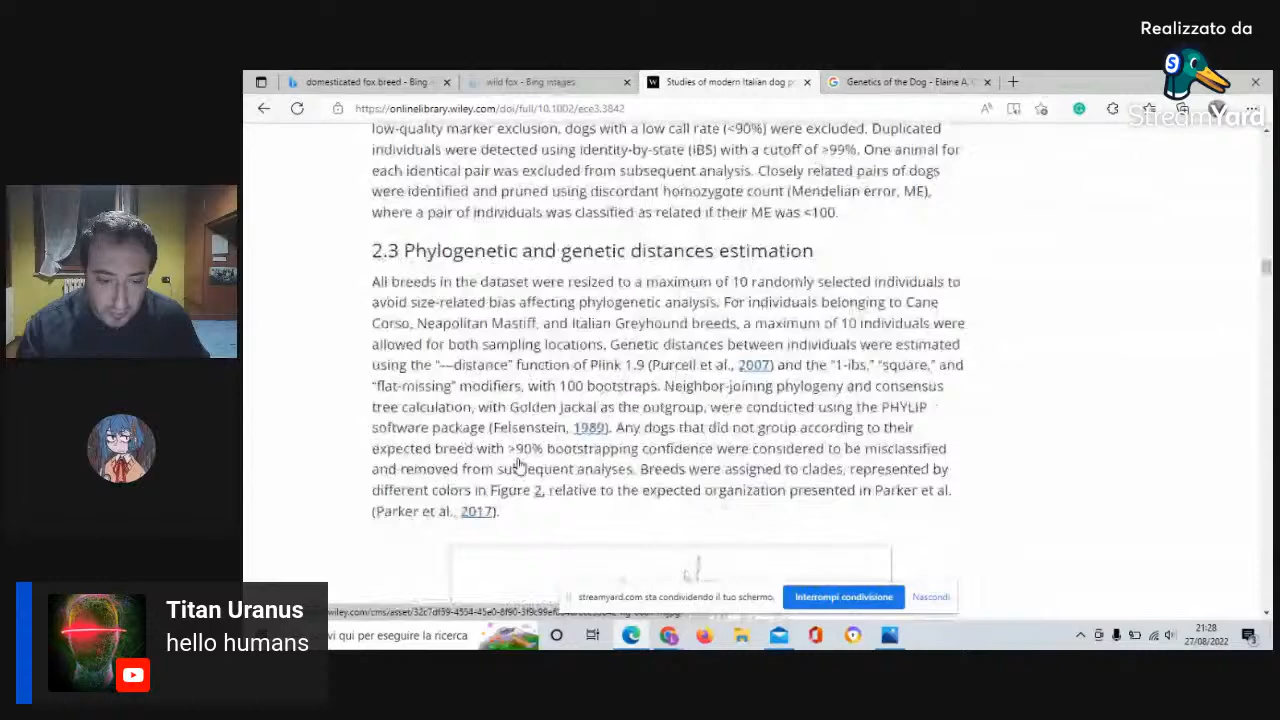 Realizzato da
StreamYard
domesticated fox breed - Bing
wild fox - Bing images
Studies of modern Italian dog p
Genetics of the Dog - Elaine A.
https://onlinelibrary.wiley.com/doi/full/10.1002/ece3.3842
low-quality marker exclusion, dogs with a low call rate (<90%) were excluded. Duplicated
individuals were detected using identity-by-state (IBS) with a cutoff of >99%. One animal for
each identical pair was excluded from subsequent analysis. Closely related pairs of dogs
were identified and pruned using discordant homozygote count (Mendelian error, ME),
where a pair of individuals was classified as related if their ME was <100.
2.3 Phylogenetic and genetic distances estimation
All breeds in the dataset were resized to a maximum of 10 randomly selected individuals to
avoid size-related bias affecting phylogenetic analysis. For individuals belonging to Cane
Corso, Neapolitan Mastiff, and Italian Greyhound breeds, a maximum of 10 individuals were
allowed for both sampling locations. Genetic distances between individuals were estimated
using the “––distance” function of Plink 1.9 (Purcell et al., 2007) and the “1-ibs,” “square,” and
“flat-missing” modifiers, with 100 bootstraps. Neighbor-joining phylogeny and consensus
tree calculation, with Golden Jackal as the outgroup, were conducted using the PHYLIP
software package (Felsenstein, 1989). Any dogs that did not group according to their
expected breed with >90% bootstrapping confidence were considered to be misclassified
and removed from subsequent analyses. Breeds were assigned to clades, represented by
different colors in Figure 2, relative to the expected organization presented in Parker et al.
(Parker et al., 2017).
streamyard.com sta condividendo il tuo schermo.
Interrompi condivisione
Nascondi
vi qui per eseguire la ricerca
21:28
27/08/2022
Titan Uranus
hello humans